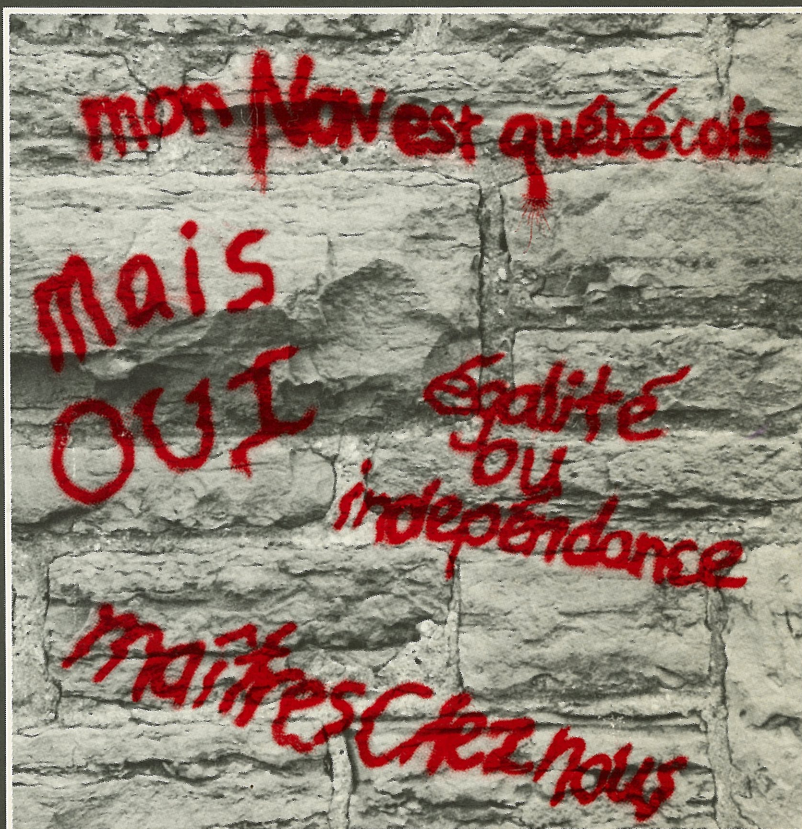 mon Non est québécois
Mais
OUI
égalité
ou
indépendance
maîtres chez nous